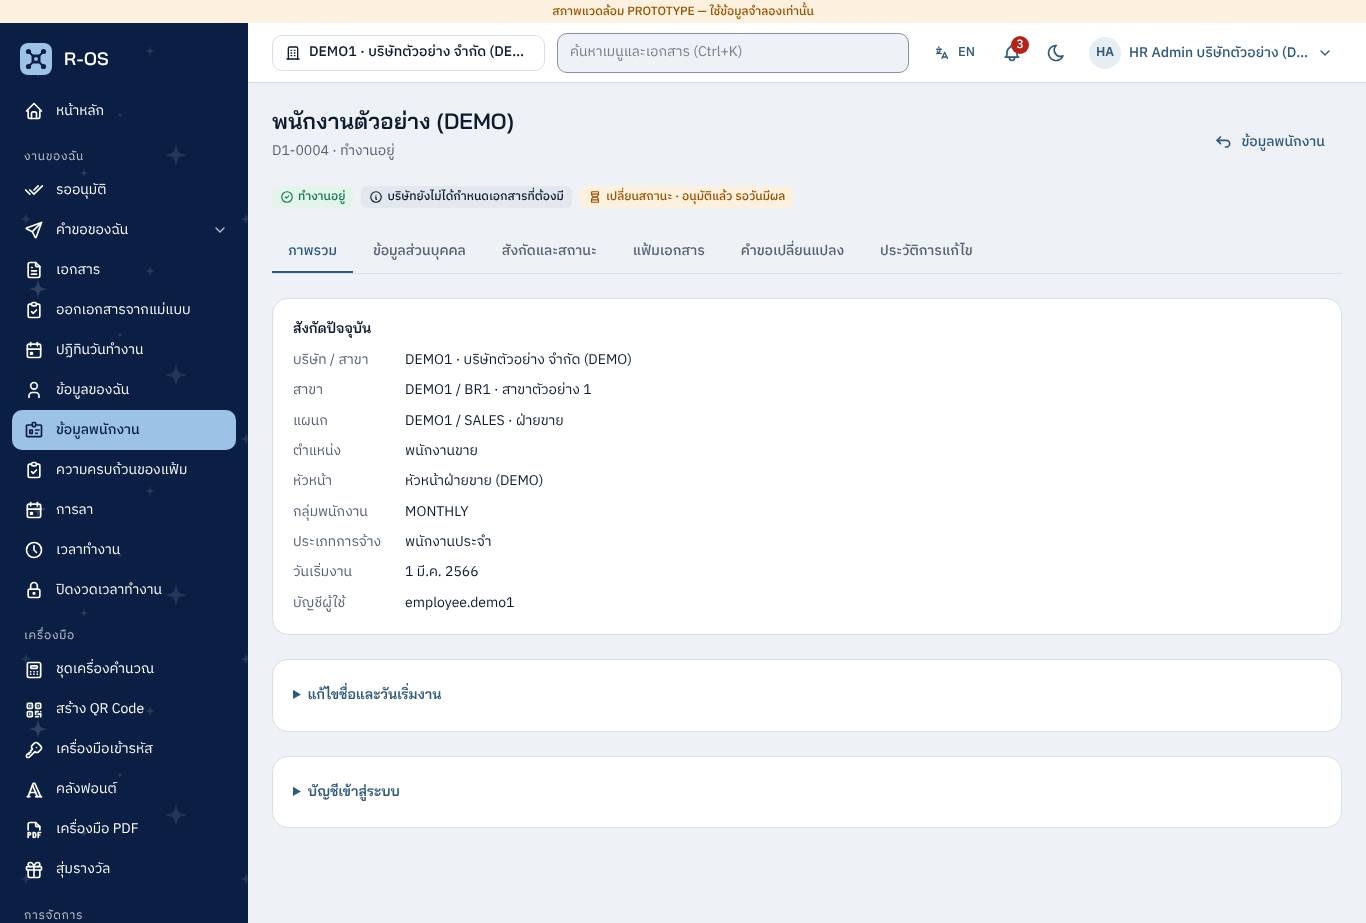 สภาพแวดล้อม PROTOTYPE — ใช้ข้อมูลจำลองเท่านั้น
R-OS
DEMO1 · บริษัทตัวอย่าง จำกัด (DE...
ค้นหาเมนูและเอกสาร (Ctrl+K)
EN
3
HA
HR Admin บริษัทตัวอย่าง (D...
หน้าหลัก
งานของฉัน
รออนุมัติ
คำขอของฉัน
เอกสาร
ออกเอกสารจากแม่แบบ
ปฏิทินวันทำงาน
ข้อมูลของฉัน
ข้อมูลพนักงาน
ความครบถ้วนของแฟ้ม
การลา
เวลาทำงาน
ปิดงวดเวลาทำงาน
เครื่องมือ
ชุดเครื่องคำนวณ
สร้าง QR Code
เครื่องมือเข้ารหัส
คลังฟอนต์
เครื่องมือ PDF
สุ่มรางวัล
การจัดการ
พนักงานตัวอย่าง (DEMO)
D1-0004 · ทำงานอยู่
ข้อมูลพนักงาน
ทำงานอยู่
บริษัทยังไม่ได้กำหนดเอกสารที่ต้องมี
เปลี่ยนสถานะ · อนุมัติแล้ว รอวันมีผล
ภาพรวม
ข้อมูลส่วนบุคคล
สังกัดและสถานะ
แฟ้มเอกสาร
คำขอเปลี่ยนแปลง
ประวัติการแก้ไข
สังกัดปัจจุบัน
บริษัท / สาขา DEMO1 · บริษัทตัวอย่าง จำกัด (DEMO)
สาขา DEMO1 / BR1 · สาขาตัวอย่าง 1
แผนก DEMO1 / SALES · ฝ่ายขาย
ตำแหน่ง พนักงานขาย
หัวหน้า หัวหน้าฝ่ายขาย (DEMO)
กลุ่มพนักงาน MONTHLY
ประเภทการจ้าง พนักงานประจำ
วันเริ่มงาน 1 มี.ค. 2566
บัญชีผู้ใช้ employee.demo1
แก้ไขชื่อและวันเริ่มงาน
บัญชีเข้าสู่ระบบ